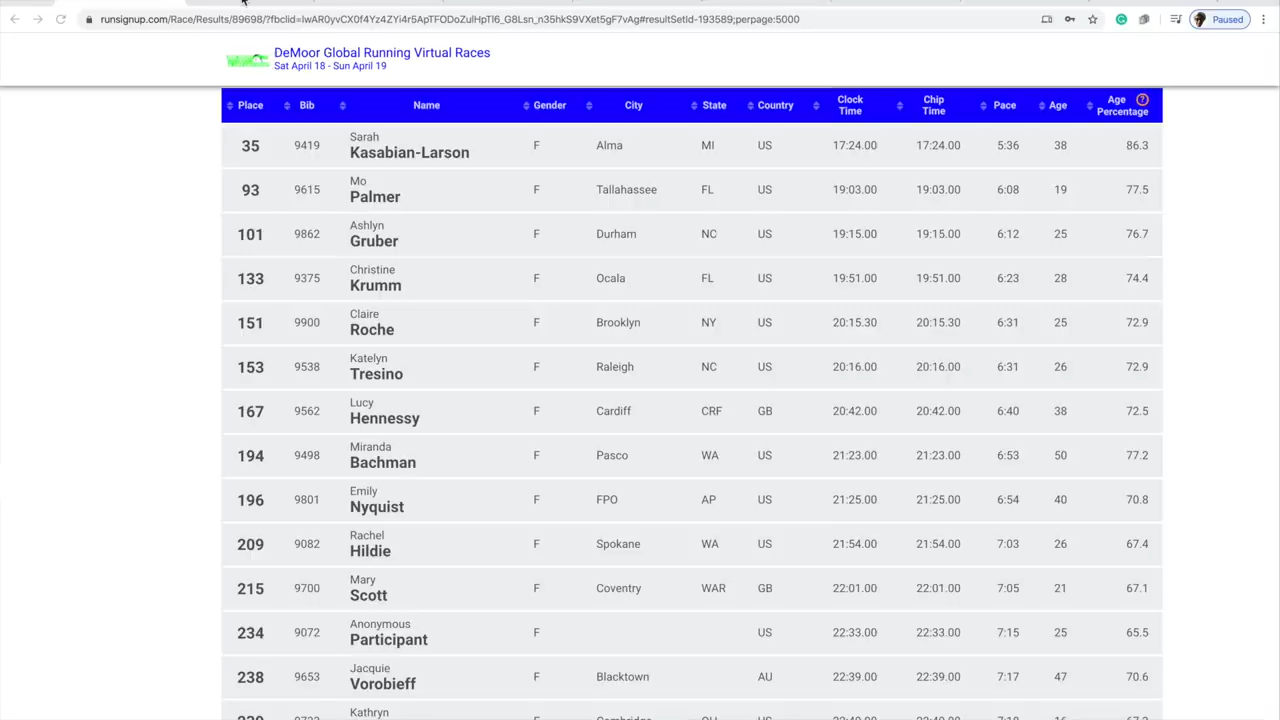 runsignup.com/Race/Results/89698/?fbclid=IwAR0yvCX0f4Yz4ZYi4r5ApTFODoZulHpTl6_G8Lsn_n35hkS9VXet5gF7vAg#resultSetId-193589;perpage:5000
Paused
DeMoor Global Running Virtual Races
Sat April 18 - Sun April 19
Place Bib Name Gender City State Country Clock Time Chip Time Pace Age Age Percentage ?
35 9419 Sarah Kasabian-Larson F Alma MI US 17:24.00 17:24.00 5:36 38 86.3
93 9615 Mo Palmer F Tallahassee FL US 19:03.00 19:03.00 6:08 19 77.5
101 9862 Ashlyn Gruber F Durham NC US 19:15.00 19:15.00 6:12 25 76.7
133 9375 Christine Krumm F Ocala FL US 19:51.00 19:51.00 6:23 28 74.4
151 9900 Claire Roche F Brooklyn NY US 20:15.30 20:15.30 6:31 25 72.9
153 9538 Katelyn Tresino F Raleigh NC US 20:16.00 20:16.00 6:31 26 72.9
167 9562 Lucy Hennessy F Cardiff CRF GB 20:42.00 20:42.00 6:40 38 72.5
194 9498 Miranda Bachman F Pasco WA US 21:23.00 21:23.00 6:53 50 77.2
196 9801 Emily Nyquist F FPO AP US 21:25.00 21:25.00 6:54 40 70.8
209 9082 Rachel Hildie F Spokane WA US 21:54.00 21:54.00 7:03 26 67.4
215 9700 Mary Scott F Coventry WAR GB 22:01.00 22:01.00 7:05 21 67.1
234 9072 Anonymous Participant F US 22:33.00 22:33.00 7:15 25 65.5
238 9653 Jacquie Vorobieff F Blacktown AU 22:39.00 22:39.00 7:17 47 70.6
Kathryn